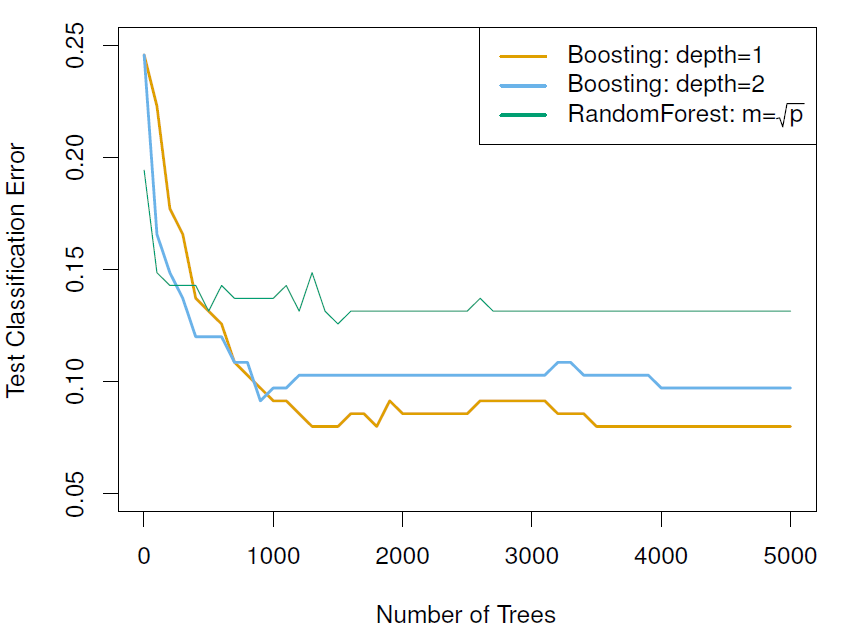 Boosting: depth=1
Boosting: depth=2
RandomForest: m=√p
Test Classification Error
0.25
0.20
0.15
0.10
0.05
0
1000
2000
3000
4000
5000
Number of Trees